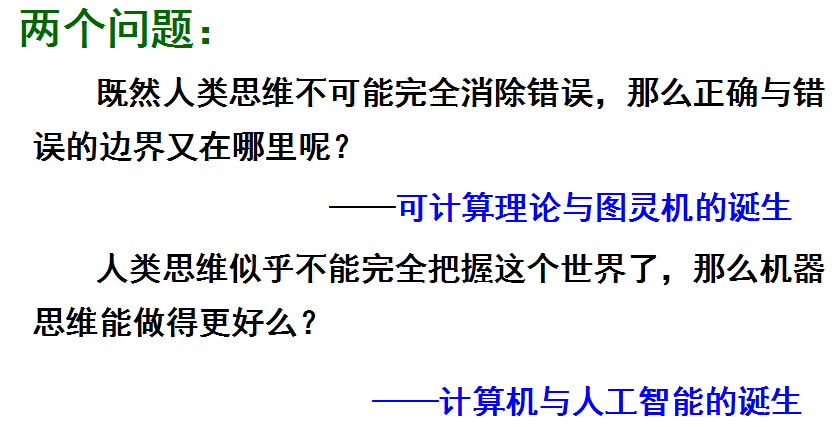 两个问题：
既然人类思维不可能完全消除错误，那么正确与错
误的边界又在哪里呢？
——可计算理论与图灵机的诞生
人类思维似乎不能完全把握这个世界了，那么机器
思维能做得更好么？
——计算机与人工智能的诞生